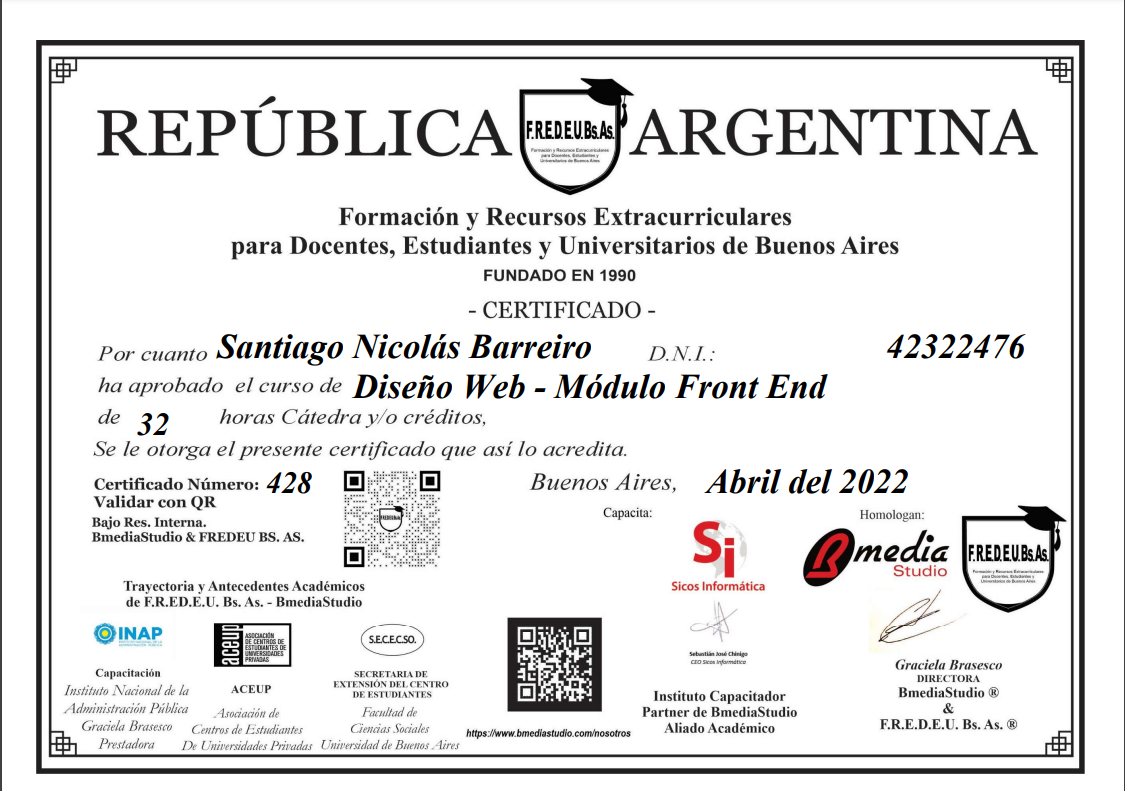 REPÚBLICA ARGENTINA
F.R.E.D.E.U.Bs.As.
Formación y Recursos Extracurriculares
para Docentes, Estudiantes y
Universitarios de Buenos Aires
Formación y Recursos Extracurriculares
para Docentes, Estudiantes y Universitarios de Buenos Aires
FUNDADO EN 1990
- CERTIFICADO -
Por cuanto Santiago Nicolás Barreiro D.N.I.: 42322476
ha aprobado el curso de Diseño Web - Módulo Front End
de 32 horas Cátedra y/o créditos,
Se le otorga el presente certificado que así lo acredita.
Certificado Número: 428
Validar con QR
Bajo Res. Interna.
BmediaStudio & FREDEU BS. AS.
FREDEUBsAs
Buenos Aires, Abril del 2022
Capacita:
Si
Sicos Informática
Sebastián José Chinigo
CEO Sicos Informática
Instituto Capacitador
Partner de BmediaStudio
Aliado Académico
Homologan:
Bmedia
Studio
F.R.E.D.E.U.Bs.As.
Formación y Recursos Extracurriculares
para Docentes, Estudiantes y
Universitarios de Buenos Aires
Graciela Brasesco
DIRECTORA
BmediaStudio ®
&
F.R.E.D.E.U. Bs. As. ®
Trayectoria y Antecedentes Académicos
de F.R.ED.E.U. Bs. As. - BmediaStudio
INAP
INSTITUTO NACIONAL DE LA
ADMINISTRACIÓN PÚBLICA
Capacitación
Instituto Nacional de la
Administración Pública
Graciela Brasesco
Prestadora
aceup
ASOCIACIÓN
DE CENTROS DE
ESTUDIANTES DE
UNIVERSIDADES
PRIVADAS
ACEUP
Asociación de
Centros de Estudiantes
De Universidades Privadas
S.E.C.E.C.SO.
SECRETARIA DE
EXTENSIÓN DEL CENTRO
DE ESTUDIANTES
Facultad de
Ciencias Sociales
Universidad de Buenos Aires
https://www.bmediastudio.com/nosotros